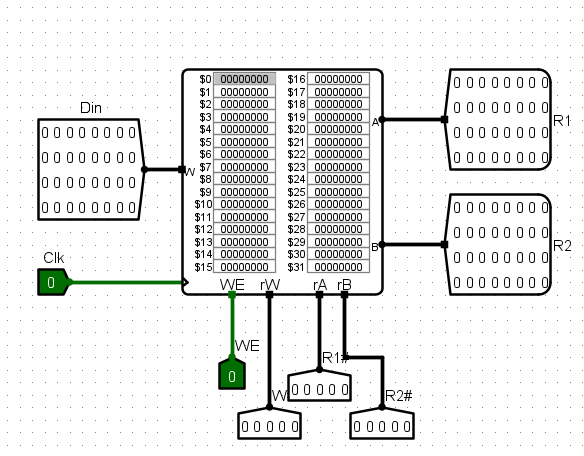 $0 00000000 $16 00000000
$1 00000000 $17 00000000
$2 00000000 $18 00000000
$3 00000000 $19 00000000
$4 00000000 $20 00000000
$5 00000000 $21 00000000
$6 00000000 $22 00000000
$7 00000000 $23 00000000
$8 00000000 $24 00000000
$9 00000000 $25 00000000
$10 00000000 $26 00000000
$11 00000000 $27 00000000
$12 00000000 $28 00000000
$13 00000000 $29 00000000
$14 00000000 $30 00000000
$15 00000000 $31 00000000
Din
0 0 0 0 0 0 0 0
0 0 0 0 0 0 0 0
0 0 0 0 0 0 0 0
0 0 0 0 0 0 0 0
W
A
B
0 0 0 0 0 0 0 0
0 0 0 0 0 0 0 0
0 0 0 0 0 0 0 0
0 0 0 0 0 0 0 0
R1
0 0 0 0 0 0 0 0
0 0 0 0 0 0 0 0
0 0 0 0 0 0 0 0
0 0 0 0 0 0 0 0
R2
Clk
0
WE rW rA rB
WE
0
W
0 0 0 0 0
R1#
0 0 0 0 0
R2#
0 0 0 0 0